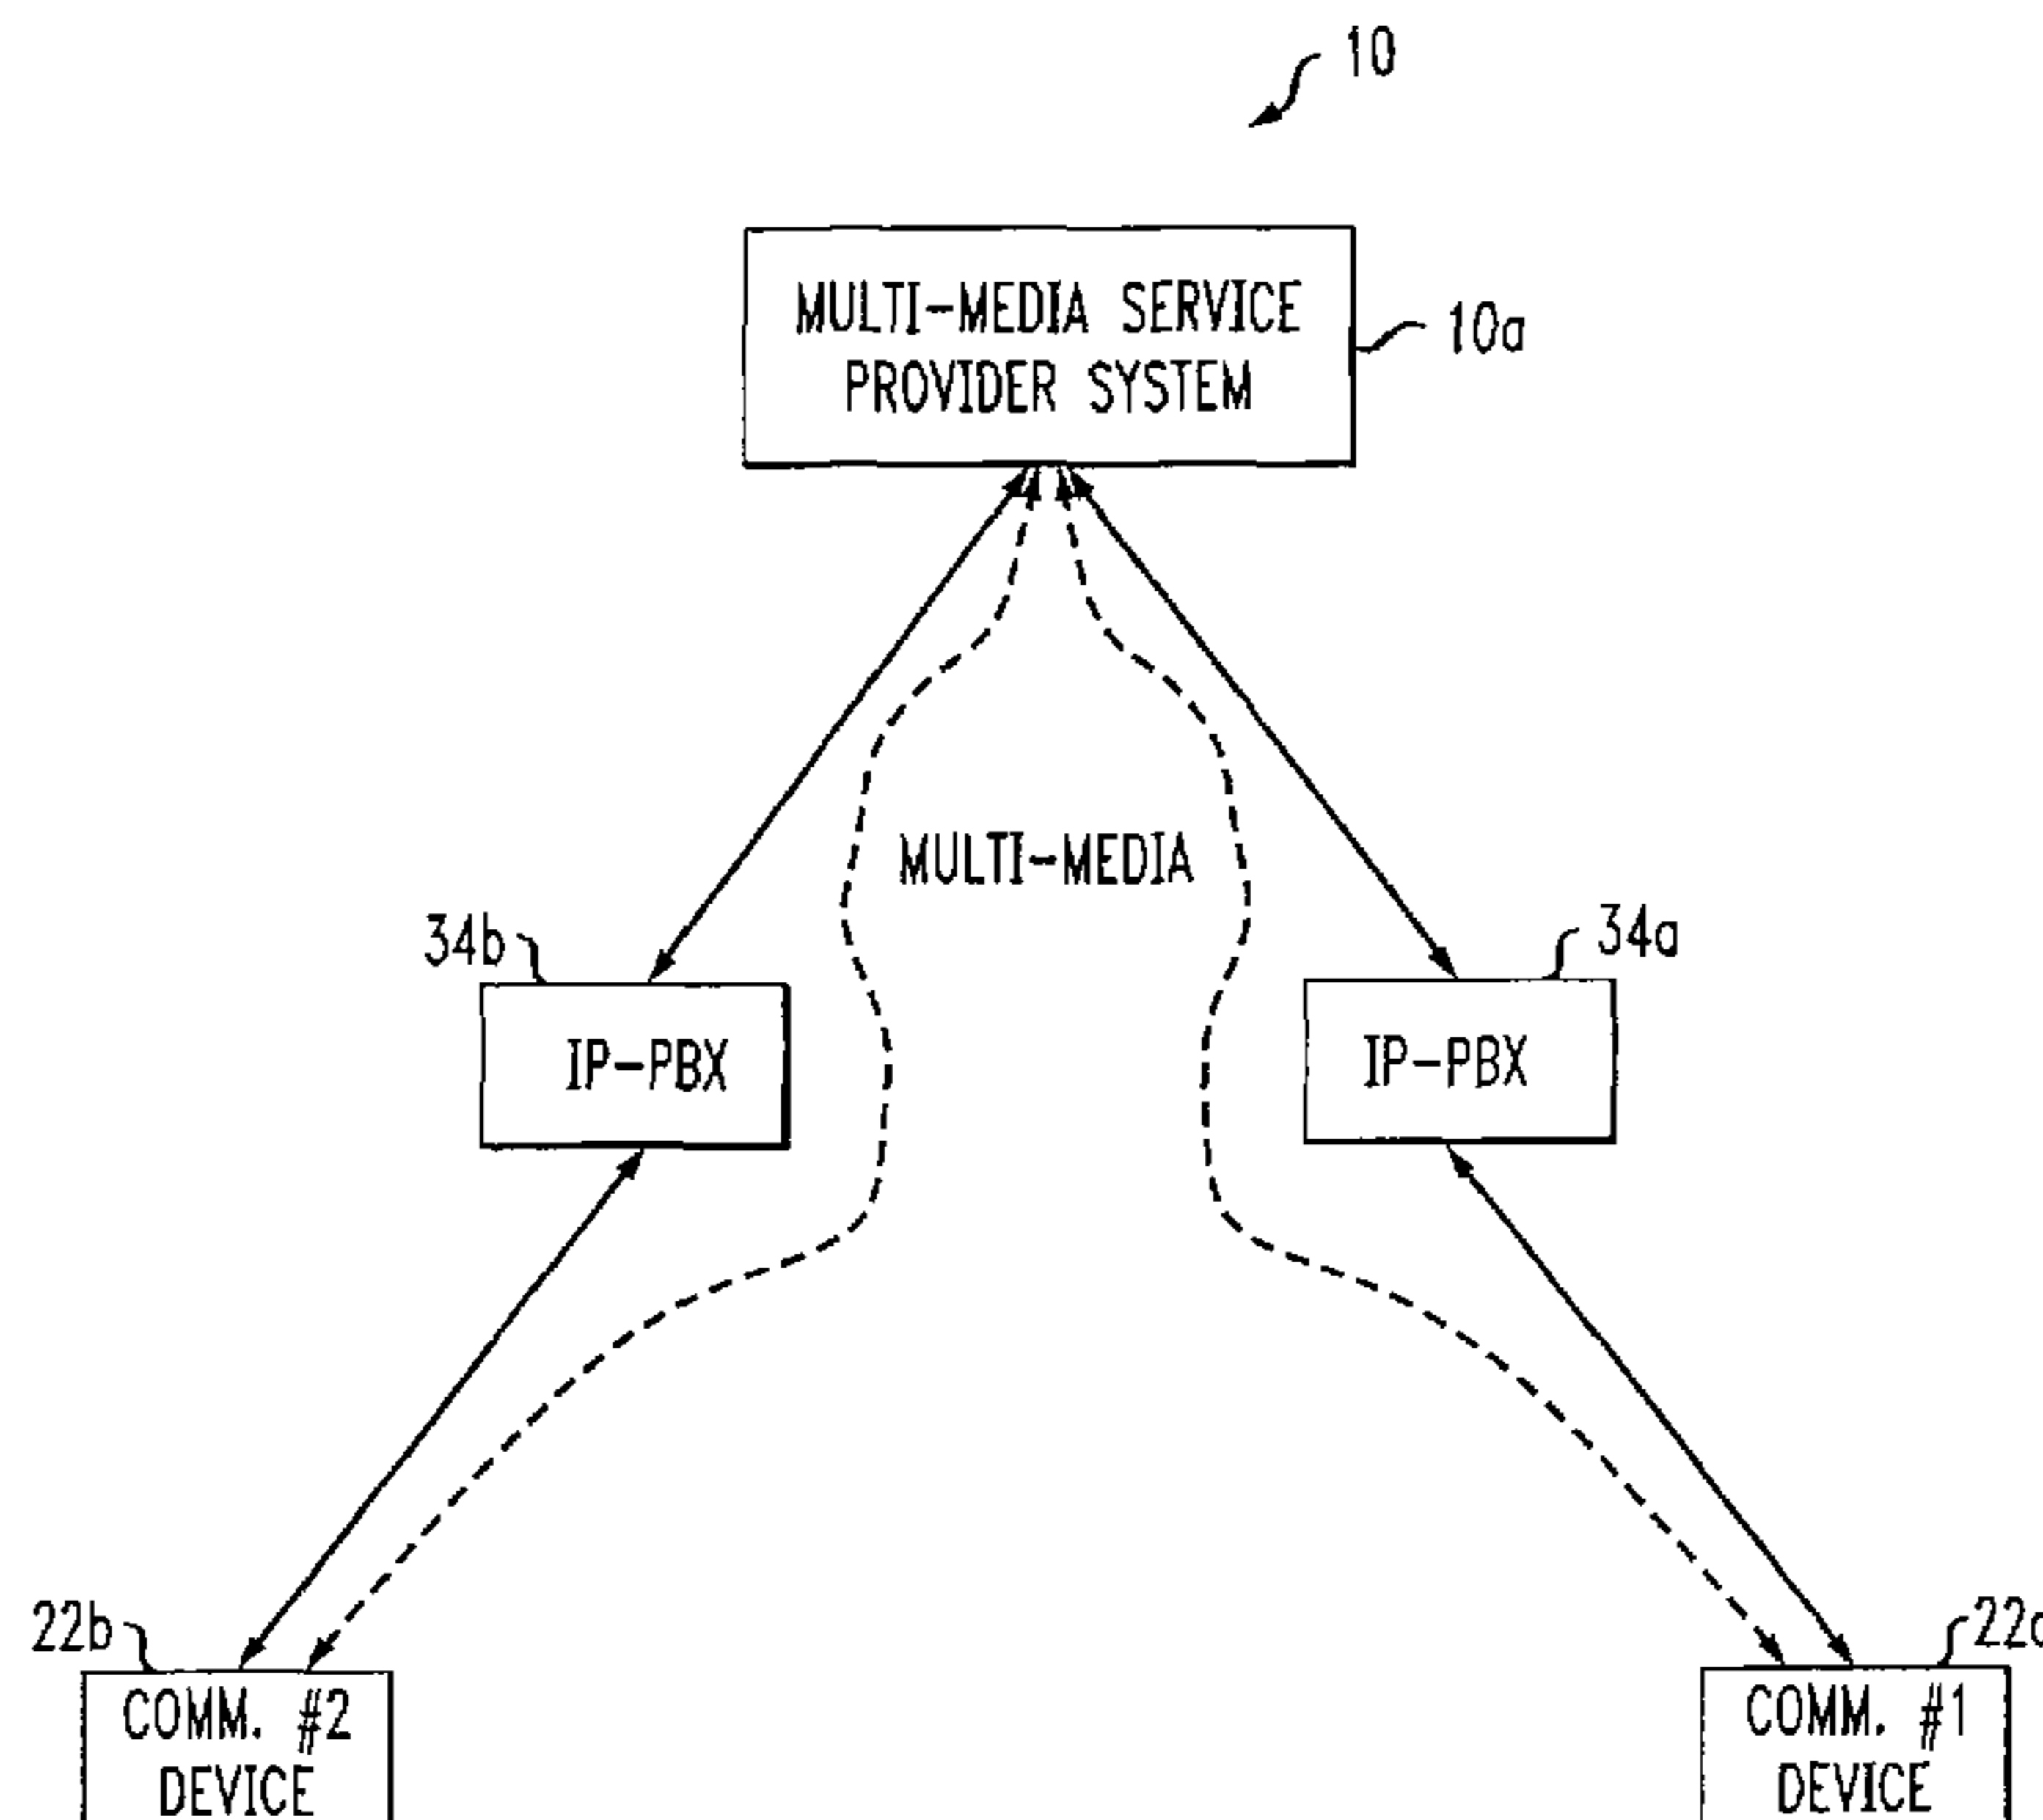 10
MULTI-MEDIA SERVICE
PROVIDER SYSTEM
10a
MULTI-MEDIA
34b
34a
IP-PBX
IP-PBX
22b
COMM. #2
DEVICE
COMM. #1
DEVICE